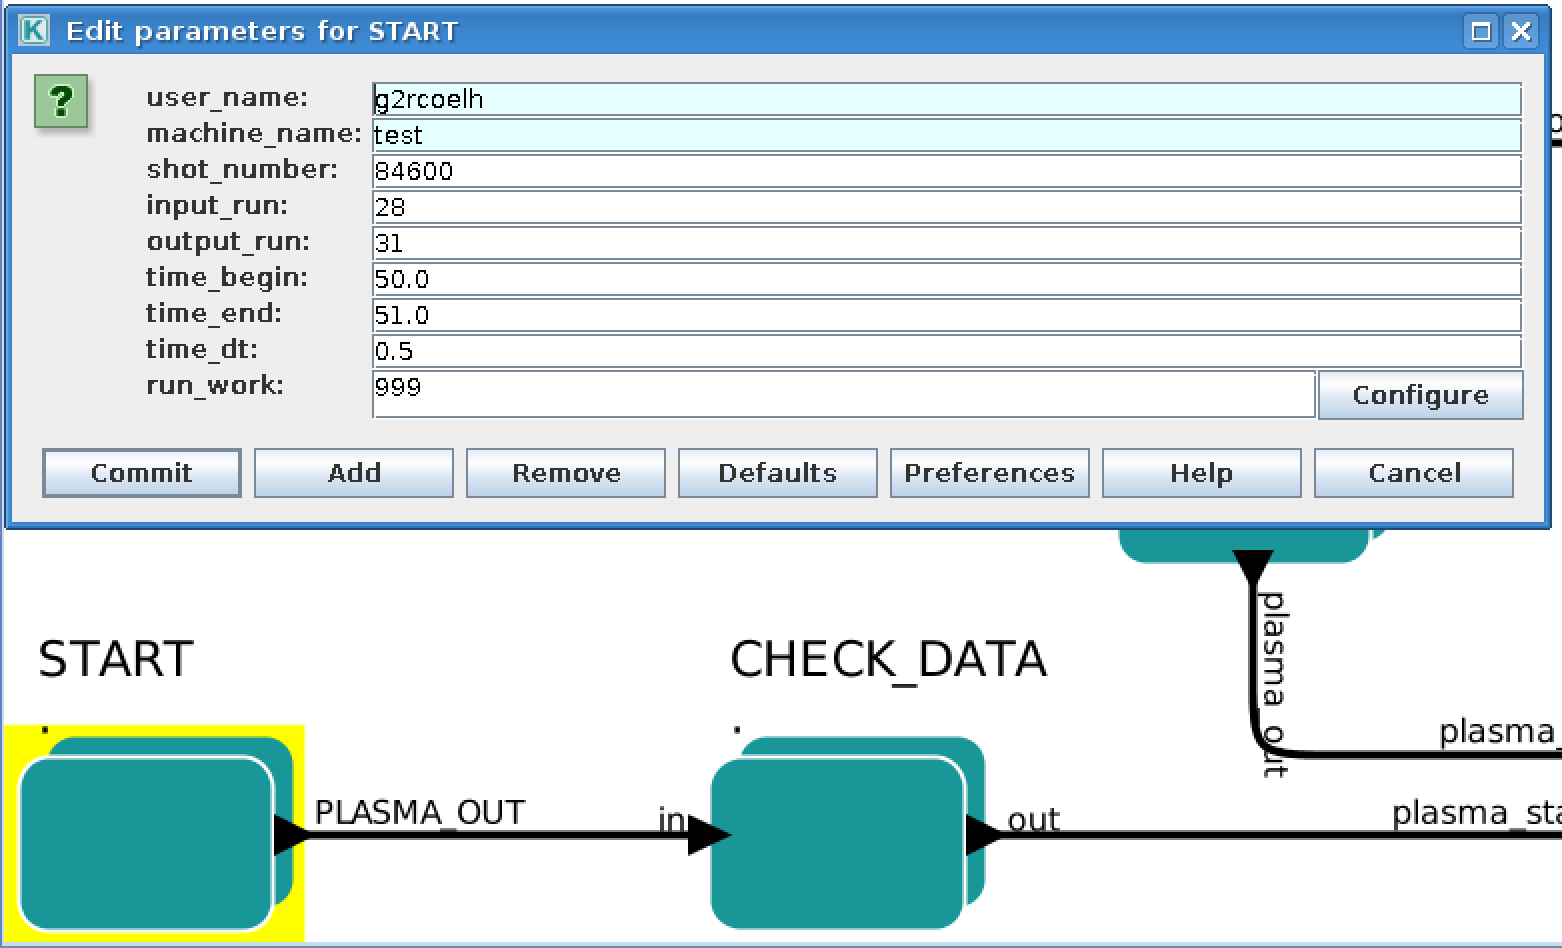 Edit parameters for START
?
user_name: g2rcoelh
machine_name: test
shot_number: 84600
input_run: 28
output_run: 31
time_begin: 50.0
time_end: 51.0
time_dt: 0.5
run_work: 999 Configure
Commit Add Remove Defaults Preferences Help Cancel
plasma_out
START CHECK_DATA
plasma_
PLASMA_OUT in out plasma_sta